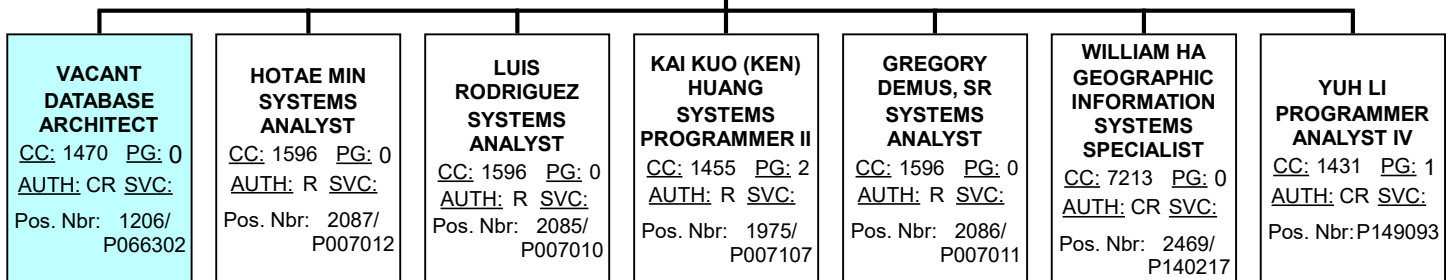 VACANT
DATABASE
ARCHITECT
CC: 1470 PG: 0
AUTH: CR SVC:
Pos. Nbr: 1206/
P066302
HOTAE MIN
SYSTEMS
ANALYST
CC: 1596 PG: 0
AUTH: R SVC:
Pos. Nbr: 2087/
P007012
LUIS
RODRIGUEZ
SYSTEMS
ANALYST
CC: 1596 PG: 0
AUTH: R SVC:
Pos. Nbr: 2085/
P007010
KAI KUO (KEN)
HUANG
SYSTEMS
PROGRAMMER II
CC: 1455 PG: 2
AUTH: R SVC:
Pos. Nbr: 1975/
P007107
GREGORY
DEMUS, SR
SYSTEMS
ANALYST
CC: 1596 PG: 0
AUTH: R SVC:
Pos. Nbr: 2086/
P007011
WILLIAM HA
GEOGRAPHIC
INFORMATION
SYSTEMS
SPECIALIST
CC: 7213 PG: 0
AUTH: CR SVC:
Pos. Nbr: 2469/
P140217
YUH LI
PROGRAMMER
ANALYST IV
CC: 1431 PG: 1
AUTH: CR SVC:
Pos. Nbr: P149093